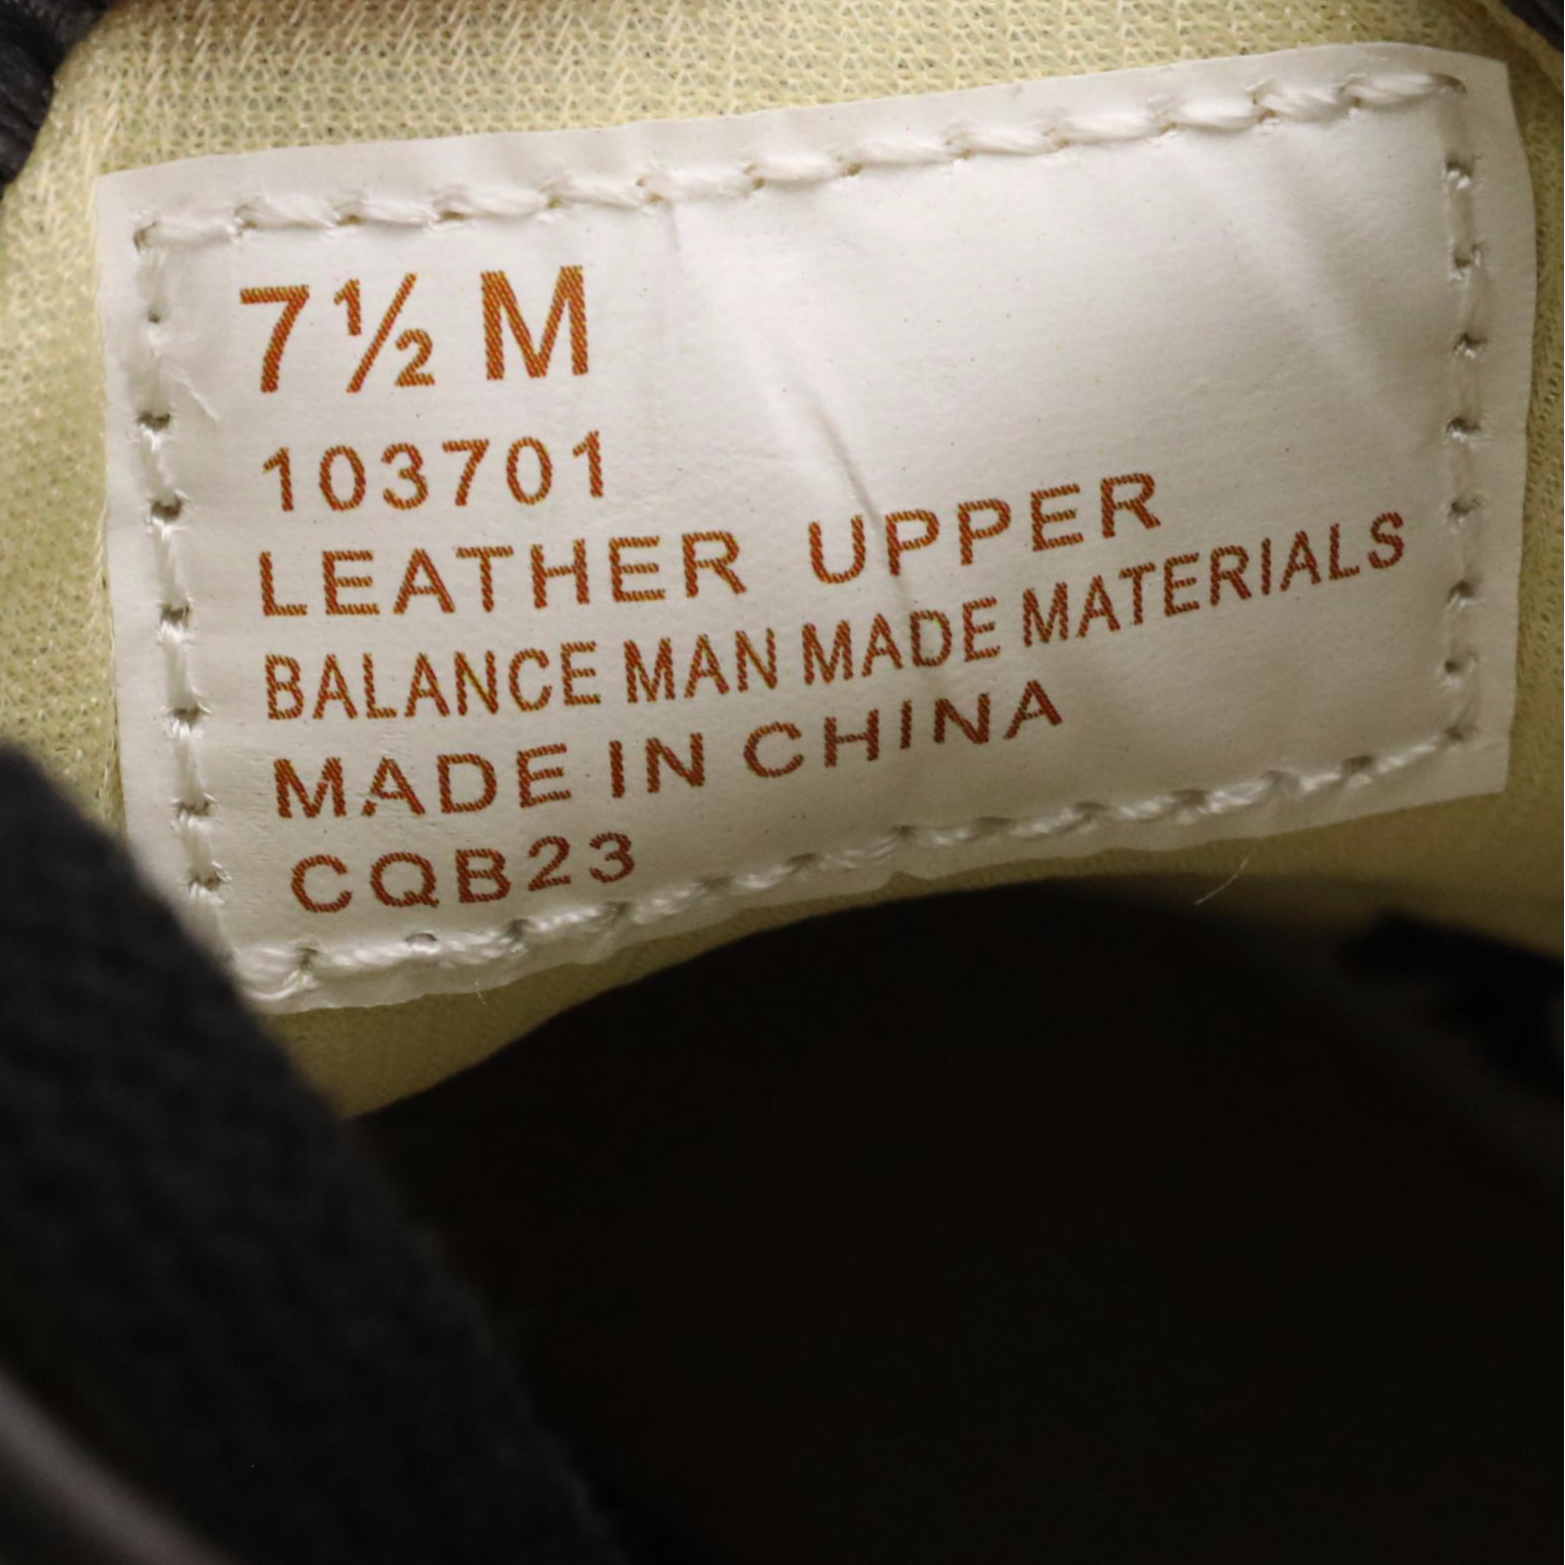 7½ M
103701
LEATHER UPPER
BALANCE MAN MADE MATERIALS
MADE IN CHINA
CQB23